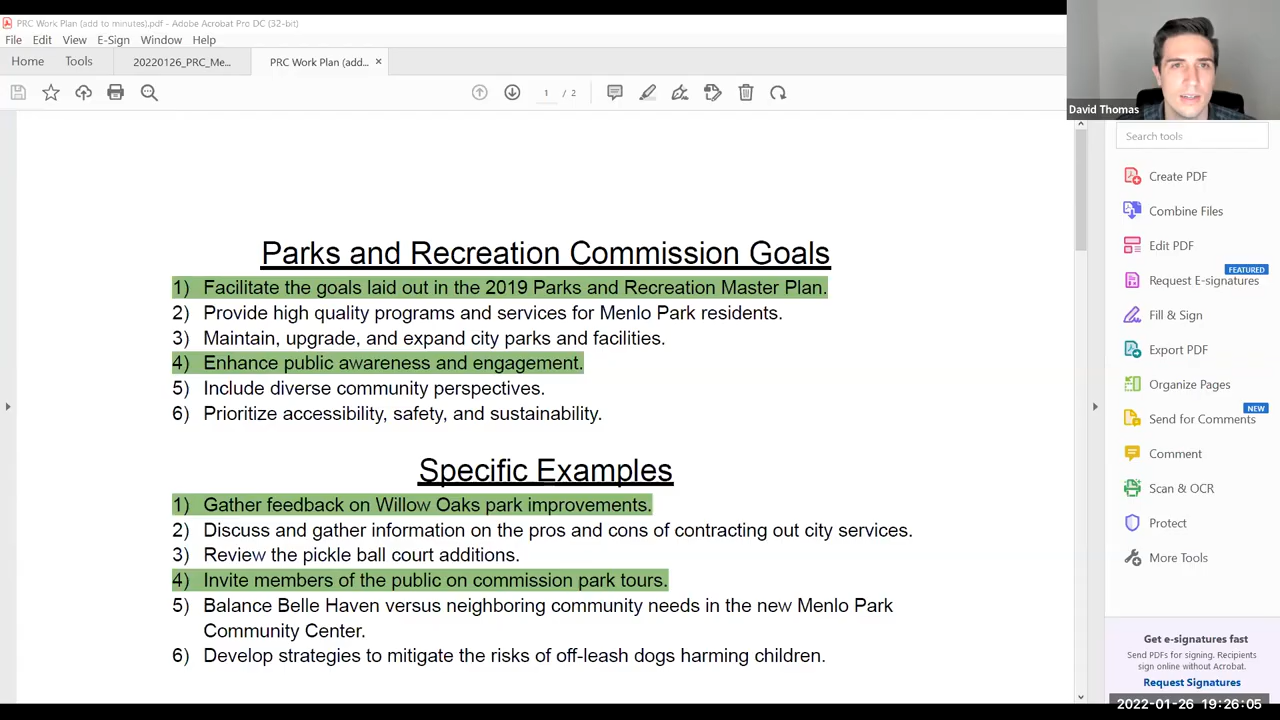 PRC Work Plan (add to minutes).pdf - Adobe Acrobat Pro DC (32-bit)
File Edit View E-Sign Window Help
Home Tools 20220126_PRC_Me... PRC Work Plan (add... ×
1 / 2
David Thomas
Search tools
Parks and Recreation Commission Goals
1) Facilitate the goals laid out in the 2019 Parks and Recreation Master Plan.
2) Provide high quality programs and services for Menlo Park residents.
3) Maintain, upgrade, and expand city parks and facilities.
4) Enhance public awareness and engagement.
5) Include diverse community perspectives.
6) Prioritize accessibility, safety, and sustainability.
Specific Examples
1) Gather feedback on Willow Oaks park improvements.
2) Discuss and gather information on the pros and cons of contracting out city services.
3) Review the pickle ball court additions.
4) Invite members of the public on commission park tours.
5) Balance Belle Haven versus neighboring community needs in the new Menlo Park
Community Center.
6) Develop strategies to mitigate the risks of off-leash dogs harming children.
Create PDF
Combine Files
Edit PDF
FEATURED
Request E-signatures
Fill & Sign
Export PDF
Organize Pages
NEW
Send for Comments
Comment
Scan & OCR
Protect
More Tools
Get e-signatures fast
Send PDFs for signing. Recipients
sign online without Acrobat.
Request Signatures
2022-01-26 19:26:05